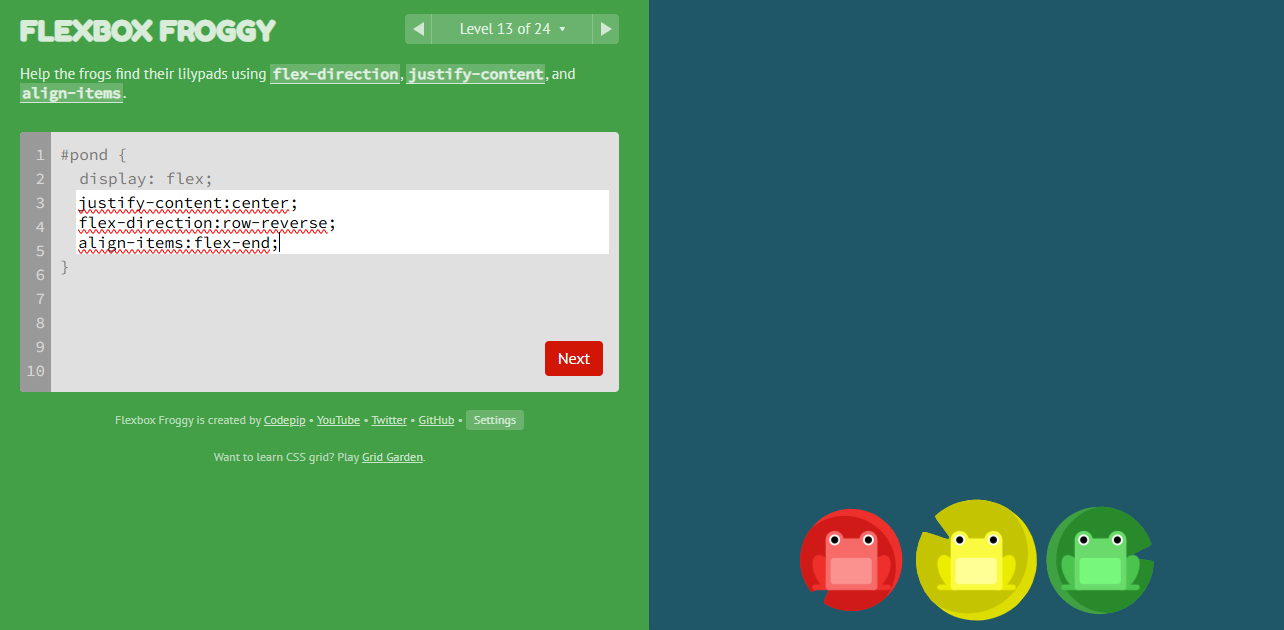 FLEXBOX FROGGY
Level 13 of 24
Help the frogs find their lilypads using flex-direction, justify-content, and
align-items.
1 #pond {
2 display: flex;
3 justify-content:center;
4 flex-direction:row-reverse;
5 align-items:flex-end;
6 }
7
8
9
10
Next
Flexbox Froggy is created by Codepip • YouTube • Twitter • GitHub • Settings
Want to learn CSS grid? Play Grid Garden.